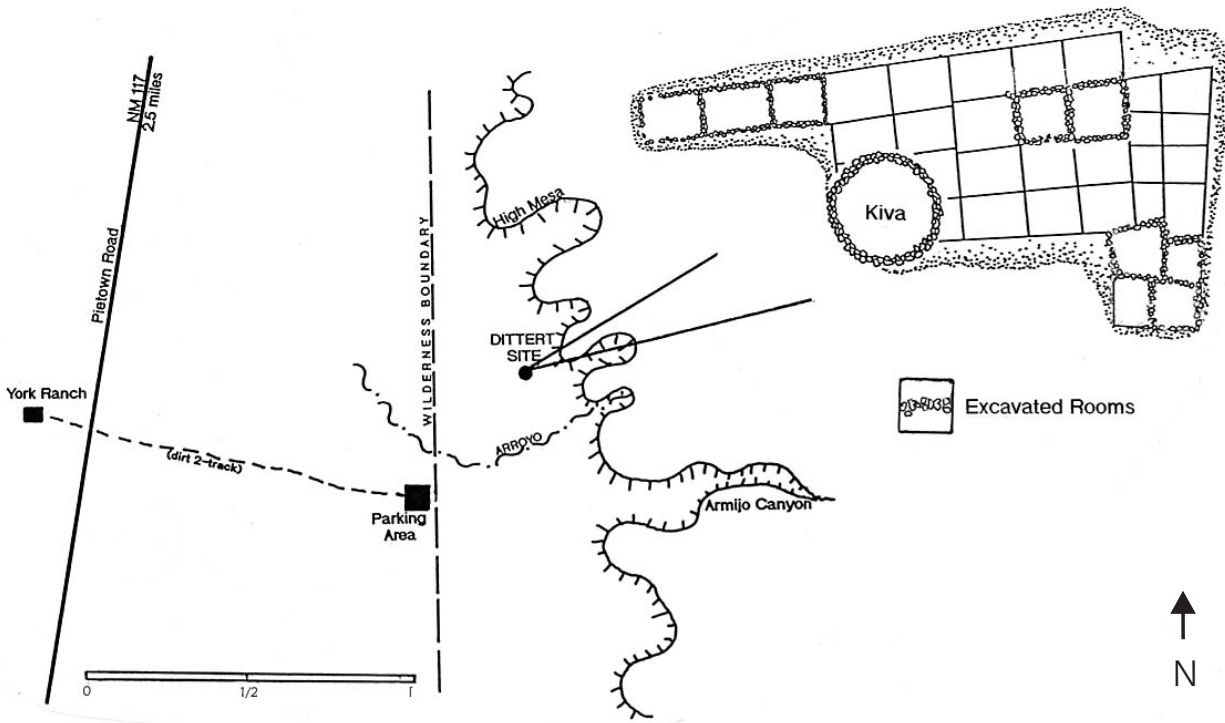 NM 117
2.5 miles
Pietown Road
WILDERNESS BOUNDARY
High Mesa
Kiva
DITTERT
SITE
York Ranch
(dirt 2-track)
ARROYO
Excavated Rooms
Parking
Area
Armijo Canyon
0
1/2
1
N